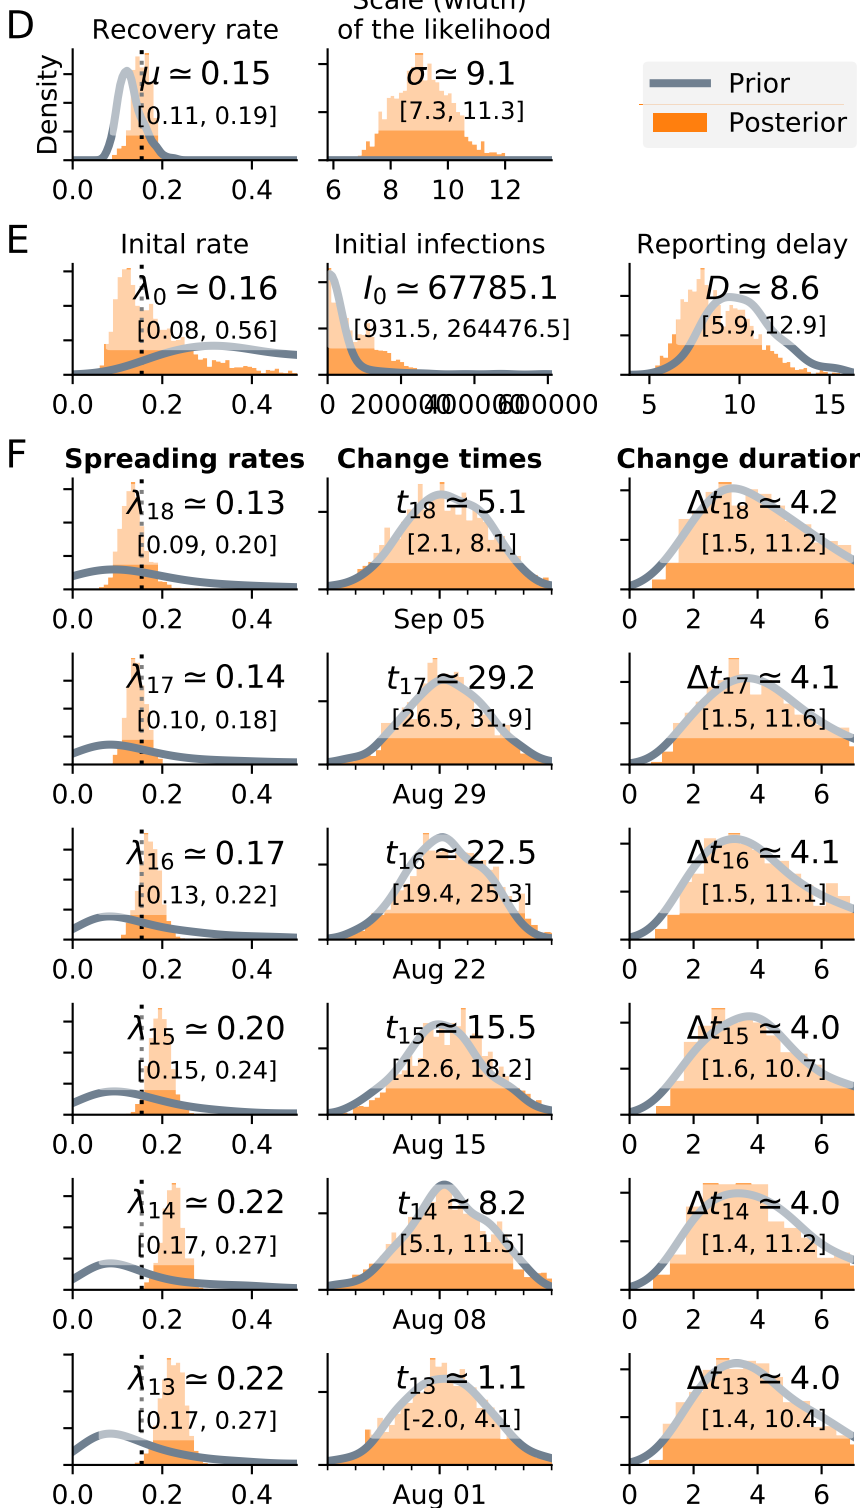 D
Recovery rate
Scale (width)
of the likelihood
Density
μ ≃ 0.15
[0.11, 0.19]
σ ≃ 9.1
[7.3, 11.3]
Prior
Posterior
0.0 0.2 0.4
6 8 10 12
E
Inital rate
Initial infections
Reporting delay
λ0 ≃ 0.16
[0.08, 0.56]
I0 ≃ 67785.1
[931.5, 264476.5]
D ≃ 8.6
[5.9, 12.9]
0.0 0.2 0.4
0 200000 400000 600000
5 10 15
F
Spreading rates
Change times
Change duration
λ18 ≃ 0.13
[0.09, 0.20]
t18 ≃ 5.1
[2.1, 8.1]
Δt18 ≃ 4.2
[1.5, 11.2]
0.0 0.2 0.4
Sep 05
0 2 4 6
λ17 ≃ 0.14
[0.10, 0.18]
t17 ≃ 29.2
[26.5, 31.9]
Δt17 ≃ 4.1
[1.5, 11.6]
0.0 0.2 0.4
Aug 29
0 2 4 6
λ16 ≃ 0.17
[0.13, 0.22]
t16 ≃ 22.5
[19.4, 25.3]
Δt16 ≃ 4.1
[1.5, 11.1]
0.0 0.2 0.4
Aug 22
0 2 4 6
λ15 ≃ 0.20
[0.15, 0.24]
t15 ≃ 15.5
[12.6, 18.2]
Δt15 ≃ 4.0
[1.6, 10.7]
0.0 0.2 0.4
Aug 15
0 2 4 6
λ14 ≃ 0.22
[0.17, 0.27]
t14 ≃ 8.2
[5.1, 11.5]
Δt14 ≃ 4.0
[1.4, 11.2]
0.0 0.2 0.4
Aug 08
0 2 4 6
λ13 ≃ 0.22
[0.17, 0.27]
t13 ≃ 1.1
[-2.0, 4.1]
Δt13 ≃ 4.0
[1.4, 10.4]
0.0 0.2 0.4
Aug 01
0 2 4 6